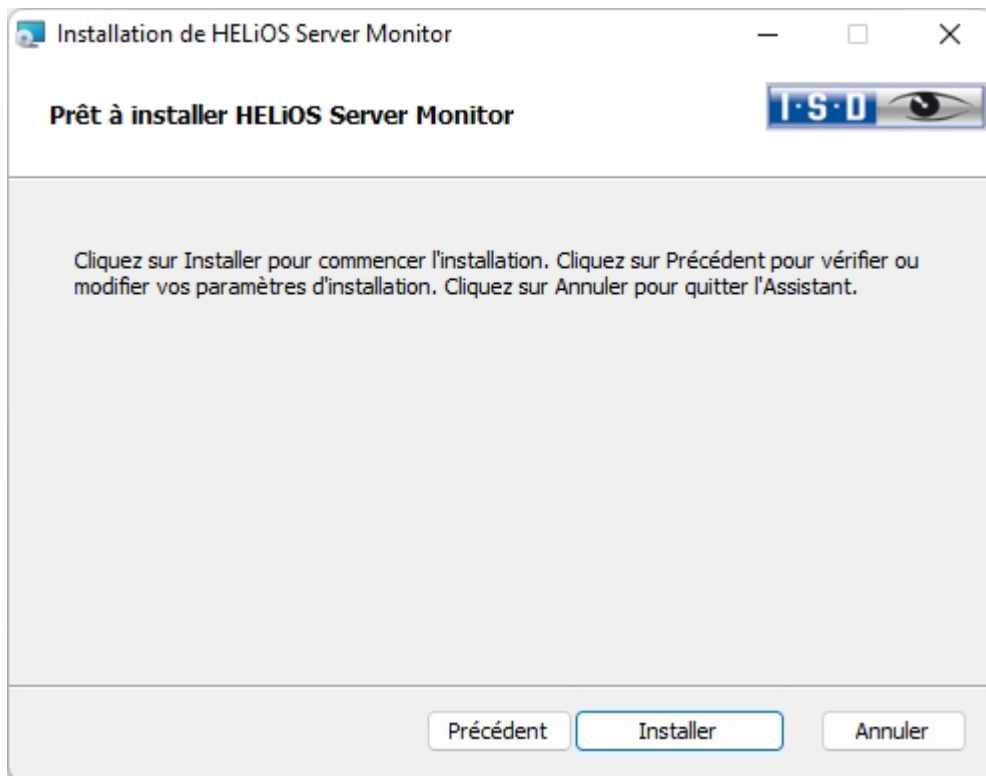 Installation de HELiOS Server Monitor
Prêt à installer HELiOS Server Monitor
I·S·D
Cliquez sur Installer pour commencer l'installation. Cliquez sur Précédent pour vérifier ou
modifier vos paramètres d'installation. Cliquez sur Annuler pour quitter l'Assistant.
Précédent
Installer
Annuler